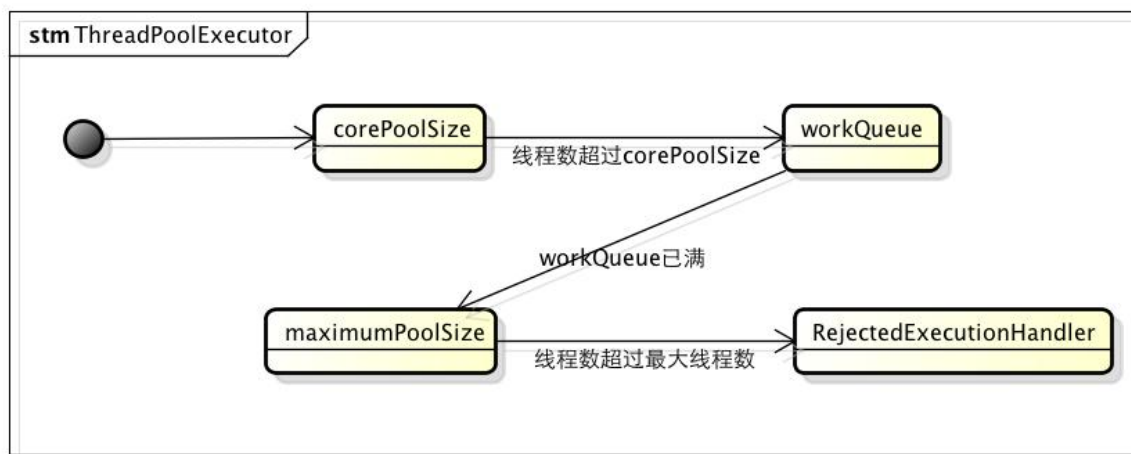 stm ThreadPoolExecutor
corePoolSize
workQueue
线程数超过corePoolSize
workQueue已满
maximumPoolSize
RejectedExecutionHandler
线程数超过最大线程数